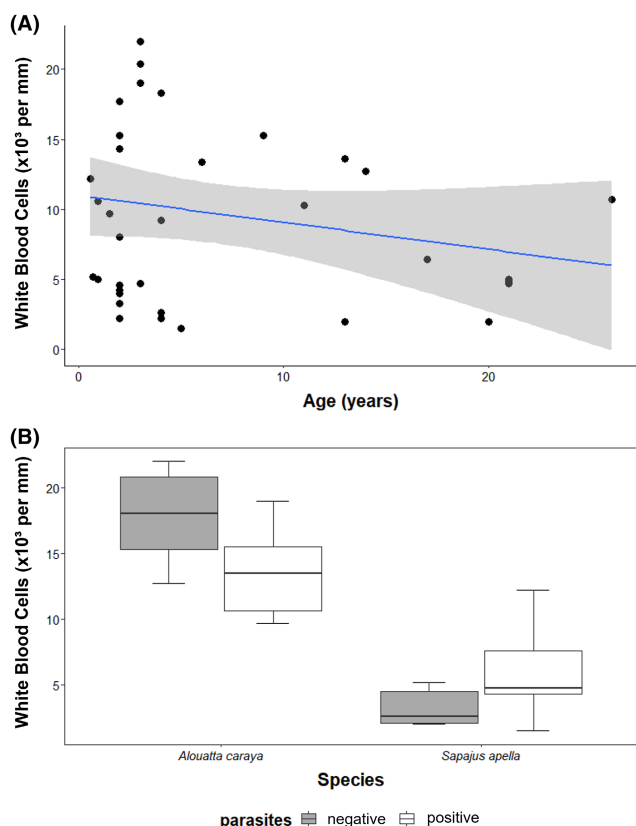 (A)
White Blood Cells (x10³ per mm)
20
15
10
5
0
0 10 20
Age (years)
(B)
White Blood Cells (x10³ per mm)
20
15
10
5
Alouatta caraya Sapajus apella
Species
parasites negative positive